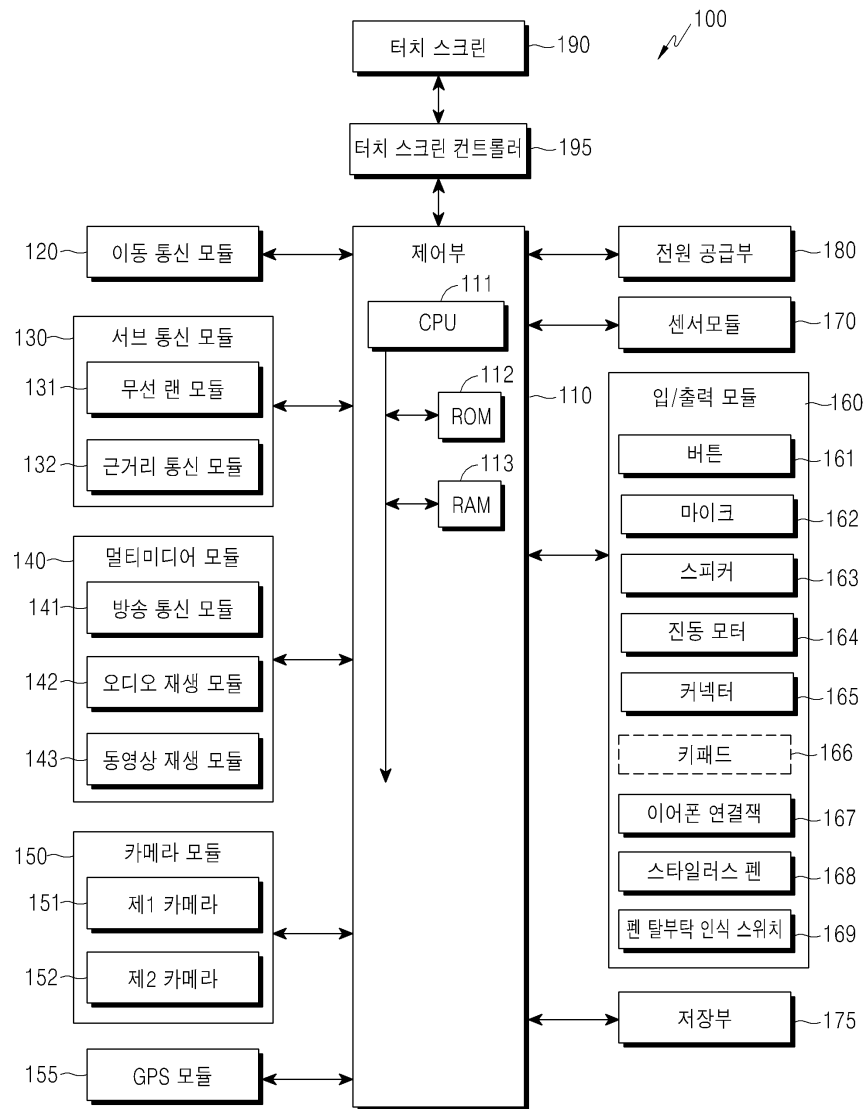 100
터치 스크린 190
터치 스크린 컨트롤러 195
120 이동 통신 모듈
130 서브 통신 모듈
131 무선 랜 모듈
132 근거리 통신 모듈
140 멀티미디어 모듈
141 방송 통신 모듈
142 오디오 재생 모듈
143 동영상 재생 모듈
150 카메라 모듈
151 제1 카메라
152 제2 카메라
155 GPS 모듈
제어부
111
CPU
112
ROM
113
RAM
110
전원 공급부 180
센서모듈 170
입/출력 모듈 160
버튼 161
마이크 162
스피커 163
진동 모터 164
커넥터 165
키패드 166
이어폰 연결잭 167
스타일러스 펜 168
펜 탈부탁 인식 스위치 169
저장부 175